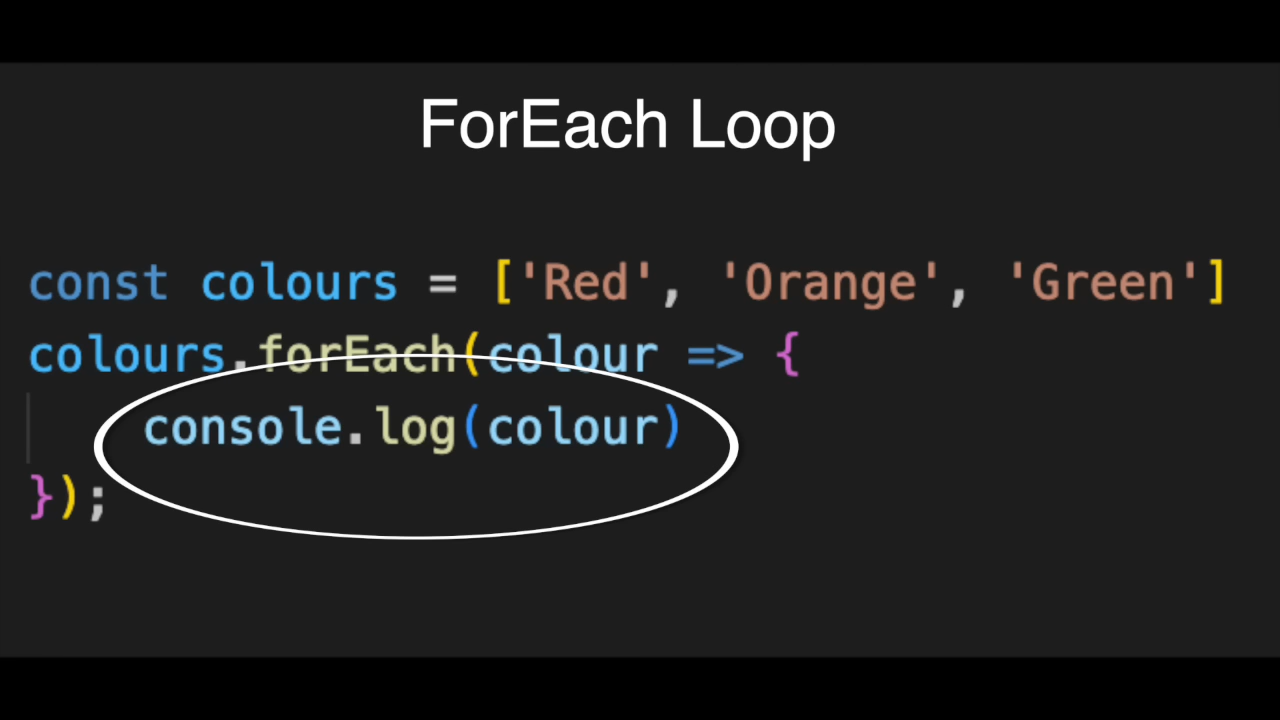 ForEach Loop
const colours = ['Red', 'Orange', 'Green']
colours.forEach(colour => {
    console.log(colour)
});